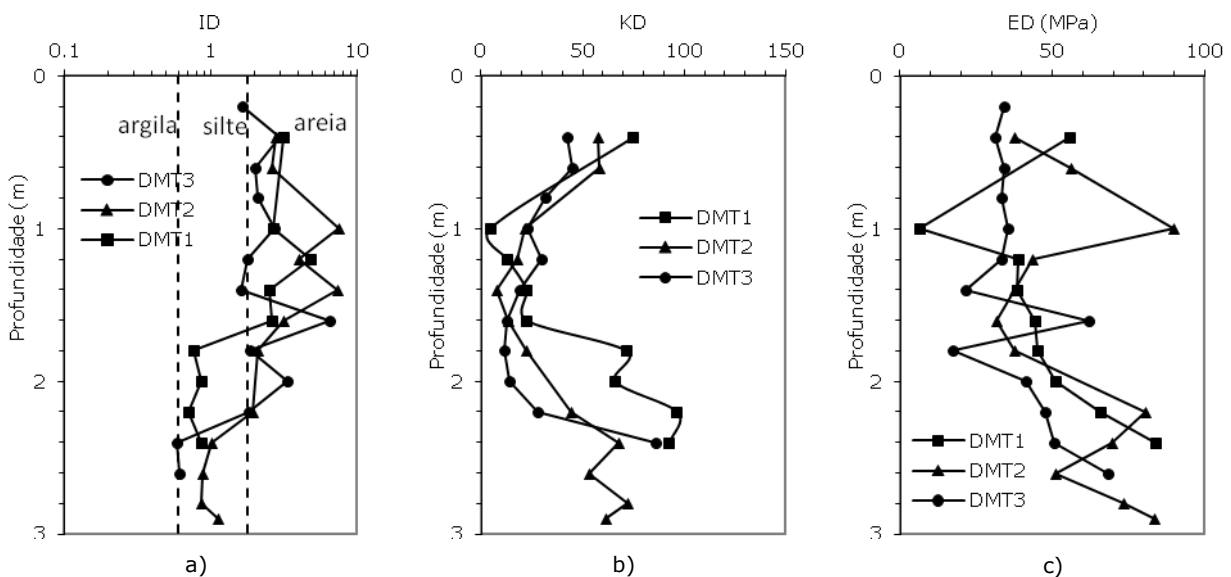 ID
0.1 1 10
0
1
2
3
Profundidade (m)
argila silte areia
DMT3
DMT2
DMT1
a)
KD
0 50 100 150
0
1
2
3
Profundidade (m)
DMT1
DMT2
DMT3
b)
ED (MPa)
0 50 100
0
1
2
3
Profundidade (m)
DMT1
DMT2
DMT3
c)